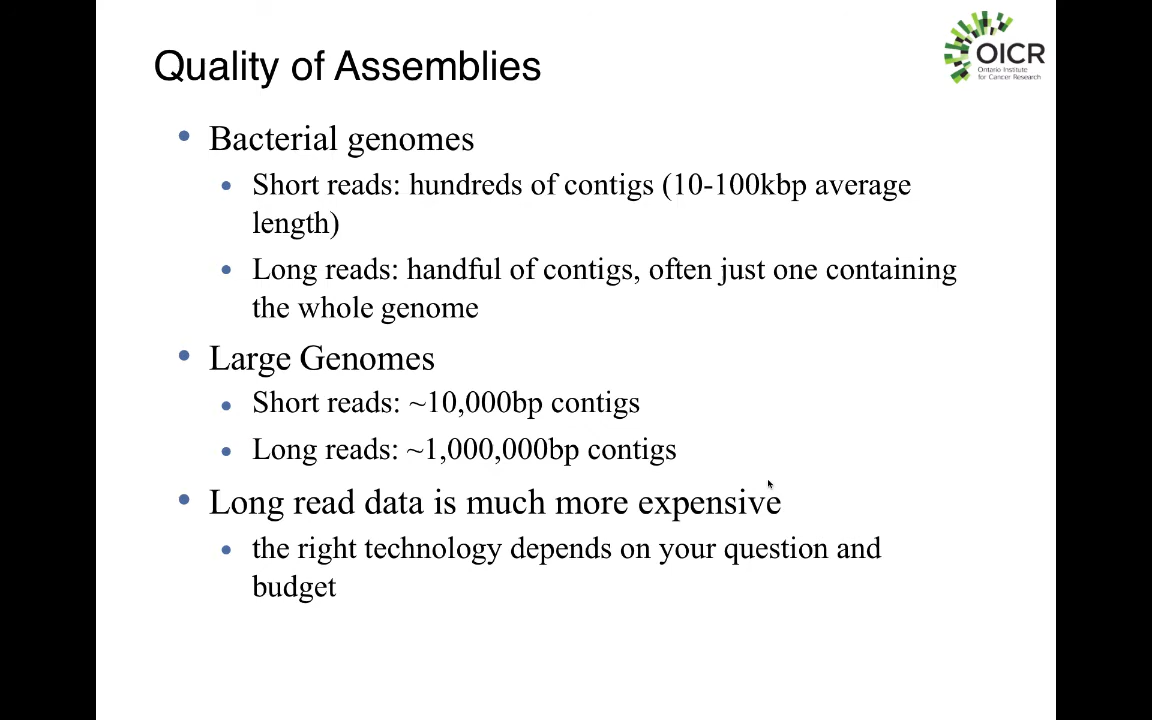 Quality of Assemblies
OICR
Ontario Institute
for Cancer Research
• Bacterial genomes
• Short reads: hundreds of contigs (10-100kbp average
length)
• Long reads: handful of contigs, often just one containing
the whole genome
• Large Genomes
• Short reads: ~10,000bp contigs
• Long reads: ~1,000,000bp contigs
• Long read data is much more expensive
• the right technology depends on your question and
budget